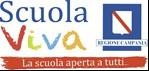 Scuola
Viva
REGIONE CAMPANIA
La scuola aperta a tutti.